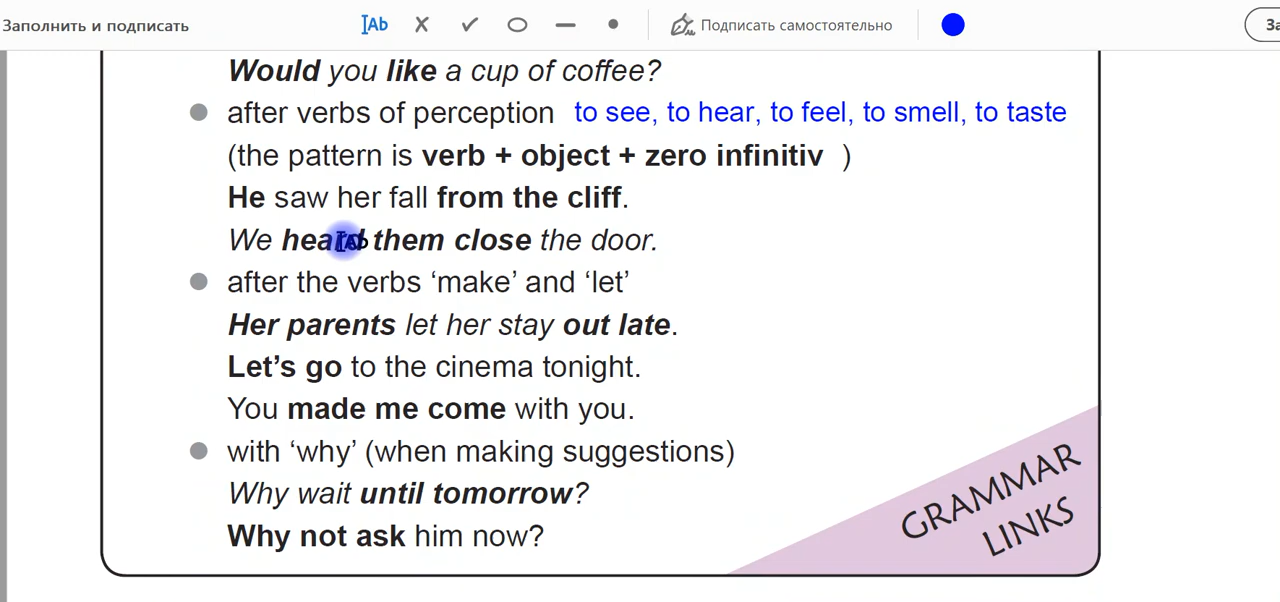 Заполнить и подписать
Ab
Подписать самостоятельно
За
Would you like a cup of coffee?
after verbs of perception to see, to hear, to feel, to smell, to taste
(the pattern is verb + object + zero infinitiv )
He saw her fall from the cliff.
We heard them close the door.
after the verbs ‘make’ and ‘let’
Her parents let her stay out late.
Let’s go to the cinema tonight.
You made me come with you.
with ‘why’ (when making suggestions)
Why wait until tomorrow?
Why not ask him now?
GRAMMAR
LINKS